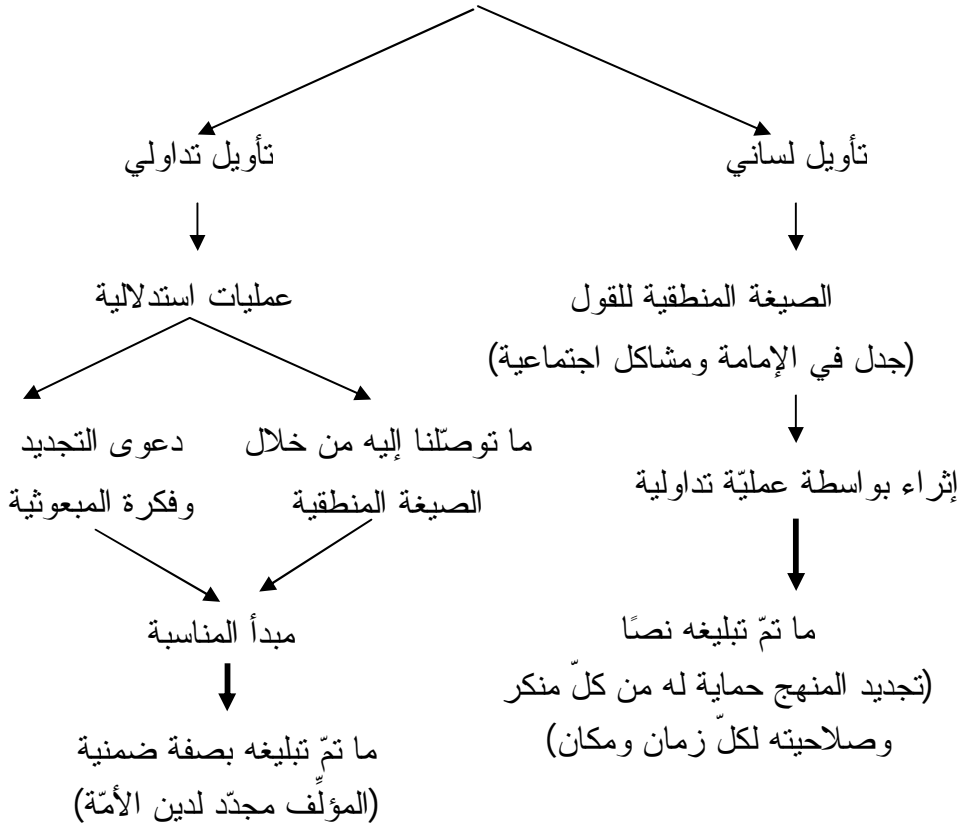 تأويل لساني
تأويل تداولي
الصيغة المنطقية للقول
(جدل في الإمامة ومشاكل اجتماعية)
عمليات استدلالية
إثراء بواسطة عمليّة تداولية
ما توصّلنا إليه من خلال
الصيغة المنطقية
دعوى التجديد
وفكرة المبعوثية
ما تمّ تبليغه نصًا
(تجديد المنهج حماية له من كلّ منكر
وصلاحيته لكلّ زمان ومكان)
مبدأ المناسبة
ما تمّ تبليغه بصفة ضمنية
(المؤلِّف مجدّد لدين الأمّة)